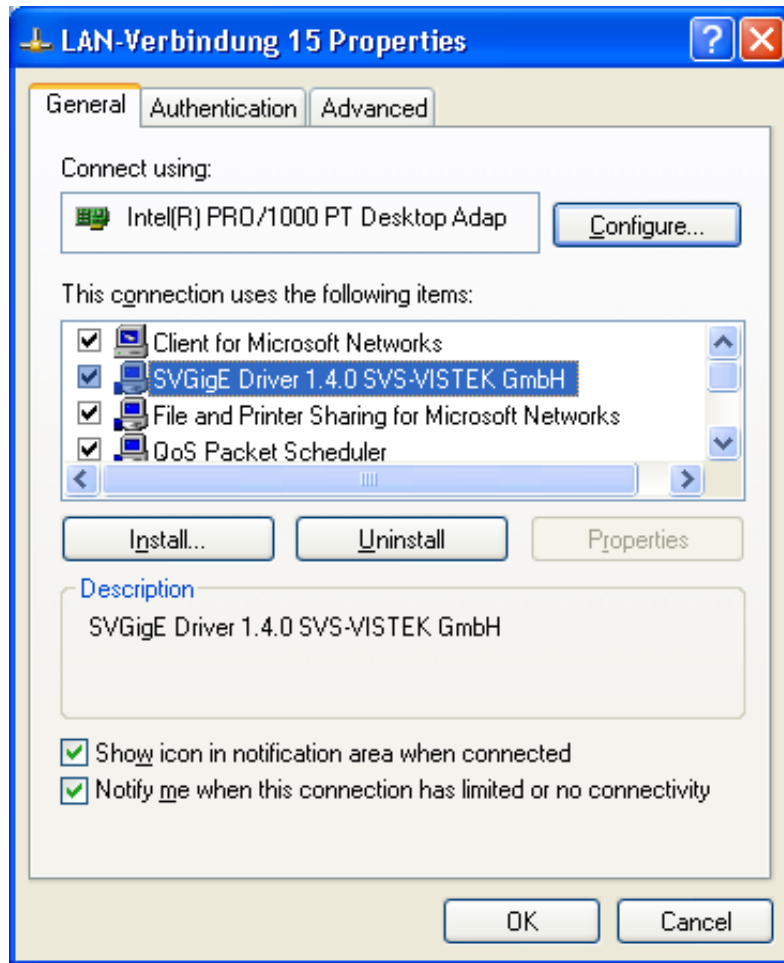 LAN-Verbindung 15 Properties
General Authentication Advanced
Connect using:
Intel(R) PRO/1000 PT Desktop Adap
Configure...
This connection uses the following items:
Client for Microsoft Networks
SVGigE Driver 1.4.0 SVS-VISTEK GmbH
File and Printer Sharing for Microsoft Networks
QoS Packet Scheduler
Install... Uninstall Properties
Description
SVGigE Driver 1.4.0 SVS-VISTEK GmbH
Show icon in notification area when connected
Notify me when this connection has limited or no connectivity
OK Cancel